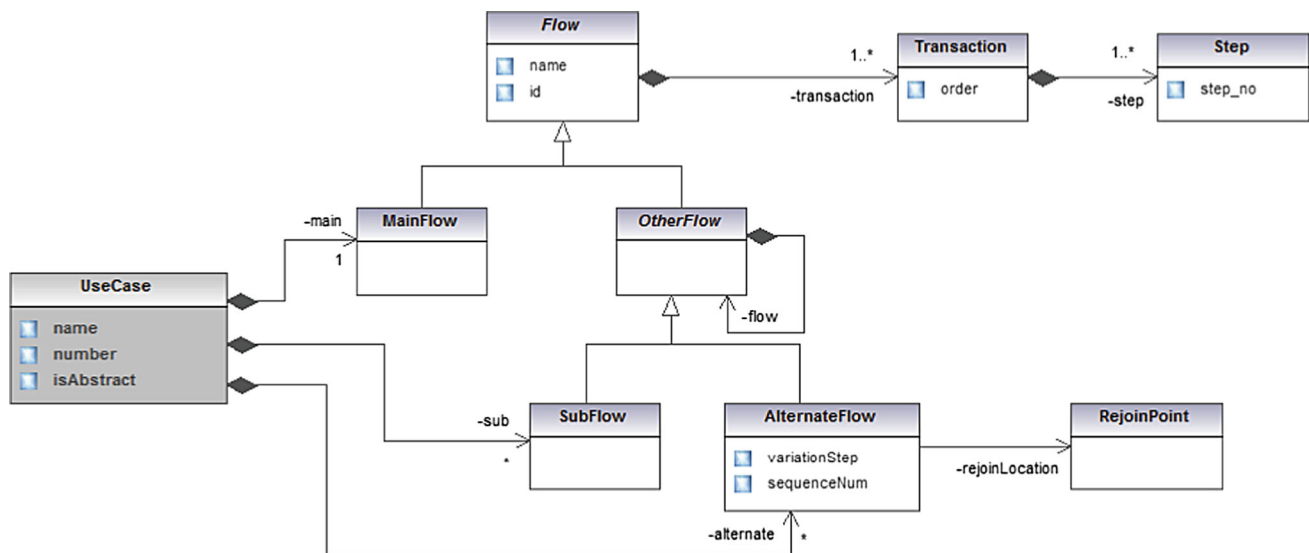 Flow
name
id
1..*
-transaction
Transaction
order
1..*
-step
Step
step_no
-main
1
MainFlow
OtherFlow
-flow
UseCase
name
number
isAbstract
-sub
*
SubFlow
AlternateFlow
variationStep
sequenceNum
-rejoinLocation
RejoinPoint
-alternate
*